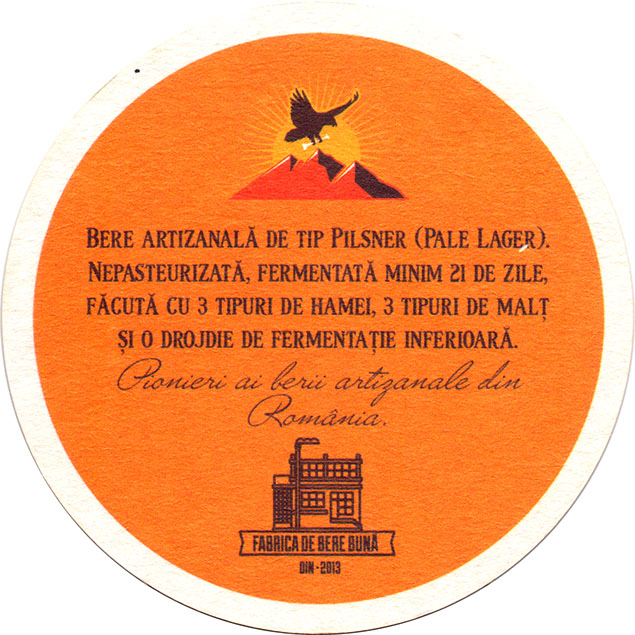 Bere artizanală de tip Pilsner (Pale Lager).
Nepasteurizată, fermentată minim 21 de zile,
făcută cu 3 tipuri de hamei, 3 tipuri de malț
și o drojdie de fermentație inferioară.
Pionieri ai berii artizanale din
România.
FABRICA DE BERE BUNĂ
DIN - 2013